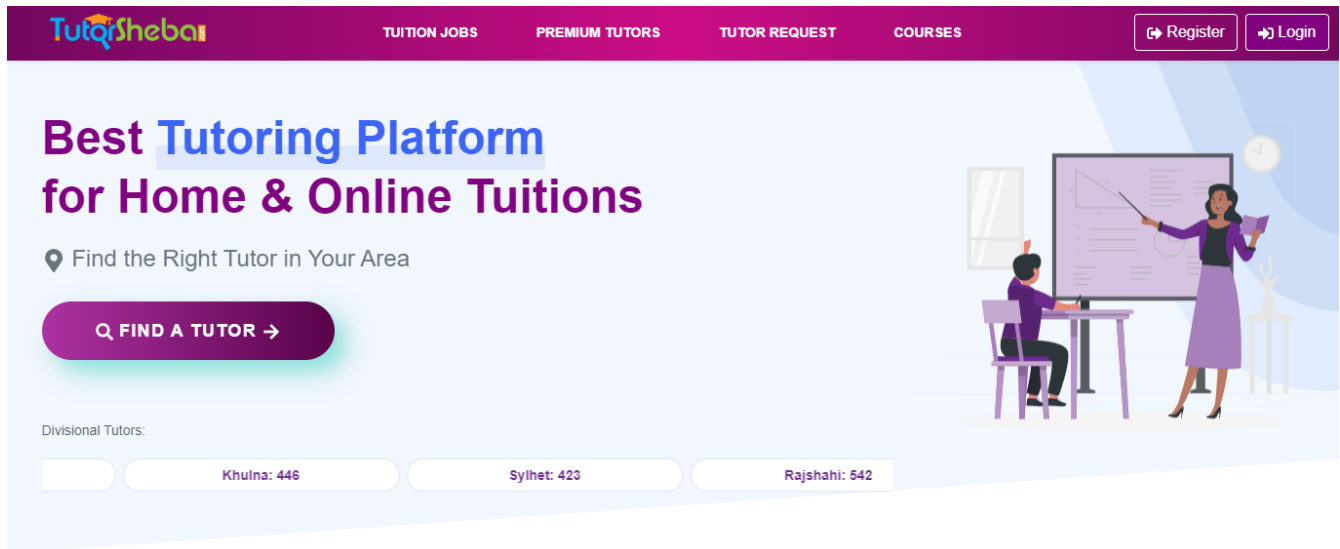 TutorSheba.com
TUITION JOBS
PREMIUM TUTORS
TUTOR REQUEST
COURSES
Register
Login
Best Tutoring Platform
for Home & Online Tuitions
Find the Right Tutor in Your Area
FIND A TUTOR
Divisional Tutors:
Khulna: 446
Sylhet: 423
Rajshahi: 542